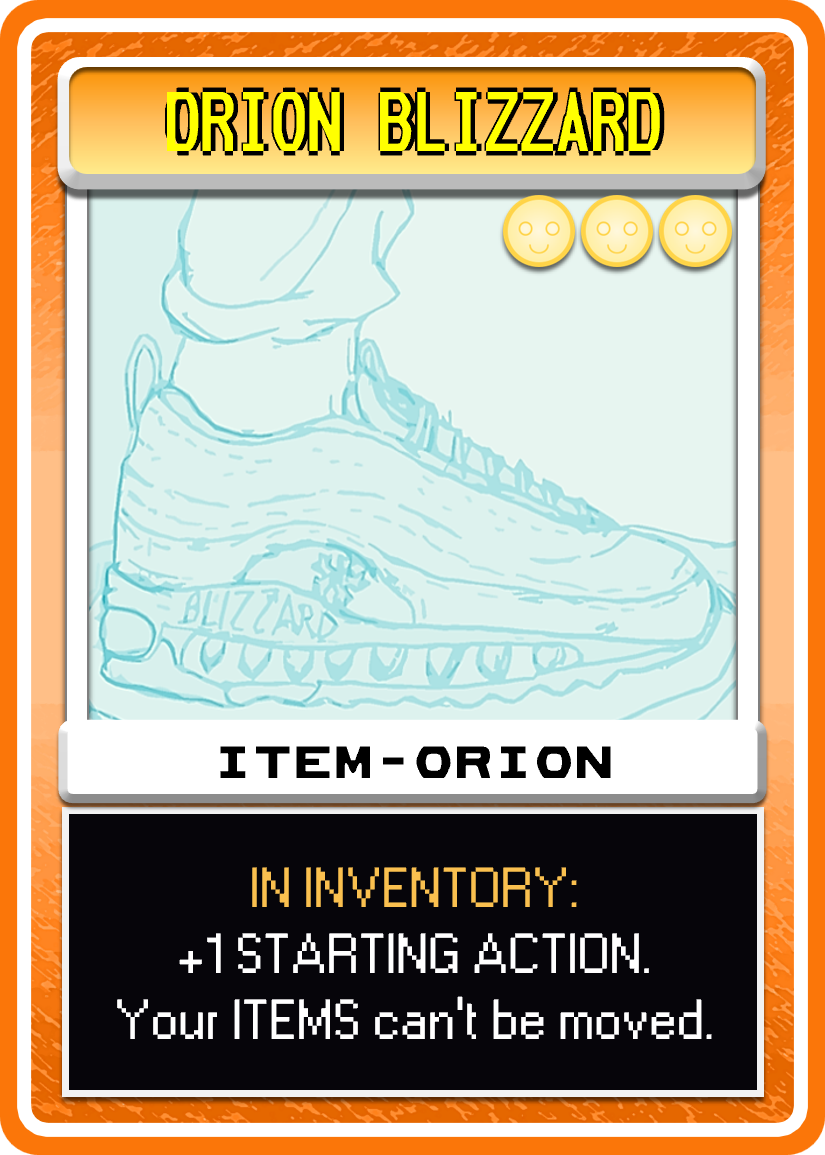 ORION BLIZZARD
BLIZZARD
ITEM-ORION
IN INVENTORY:
+1 STARTING ACTION.
Your ITEMS can't be moved.